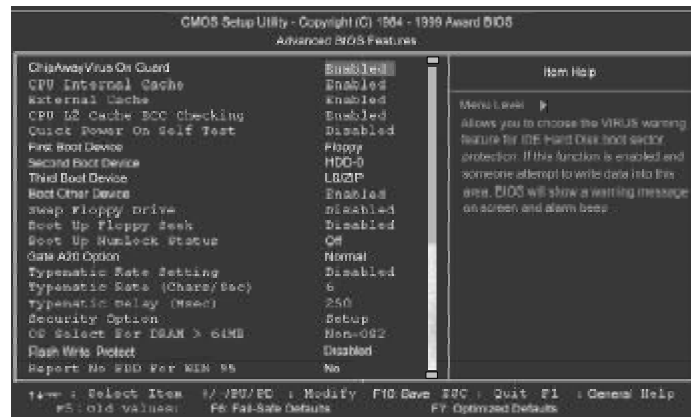 CMOS Setup Utility - Copyright (C) 1984 - 1999 Award BIOS
Advanced BIOS Features
ChipAwayVirus On Guard Enabled
CPU Internal Cache Enabled
External Cache Enabled
CPU L2 Cache ECC Checking Enabled
Quick Power On Self Test Disabled
First Boot Device Floppy
Second Boot Device HDD-0
Third Boot Device LS/ZIP
Boot Other Device Enabled
Swap Floppy Drive Disabled
Boot Up Floppy Seek Disabled
Boot Up Numlock Status Off
Gate A20 Option Normal
Typematic Rate Setting Disabled
Typematic Rate (Chars/Sec) 6
Typematic Delay (Msec) 250
Security Option Setup
OS Select For DRAM > 64MB Non-OS2
Flash Write Protect Disabled
Report No FDD For WIN 95 No
Item Help
Menu Level
Allows you to choose the VIRUS warning
feature for IDE Hard Disk boot sector
protection. If this function is enabled and
someone attempt to write data into this
area, BIOS will show a warning message
on screen and alarm beep
↑↓←→ : Select Item +/-/PU/PD : Modify F10: Save ESC : Quit F1 : General Help
F5: old values: F6: Fail-Safe Defaults F7: Optimized Defaults